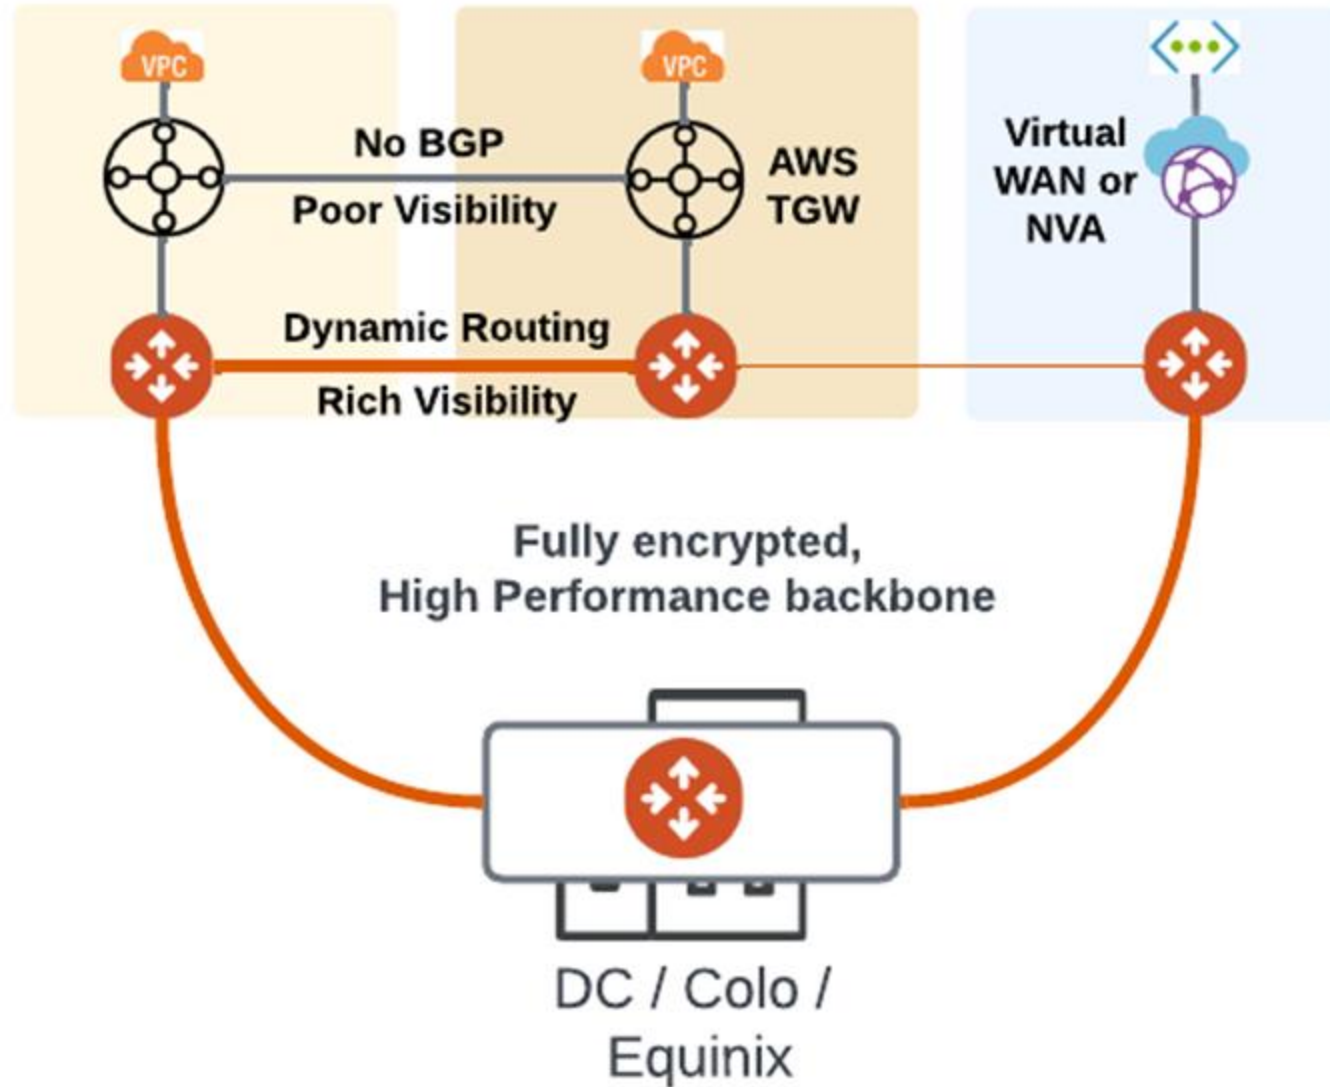 VPC
VPC
No BGP
Poor Visibility
AWS
TGW
Virtual
WAN or
NVA
Dynamic Routing
Rich Visibility
Fully encrypted,
High Performance backbone
DC / Colo /
Equinix